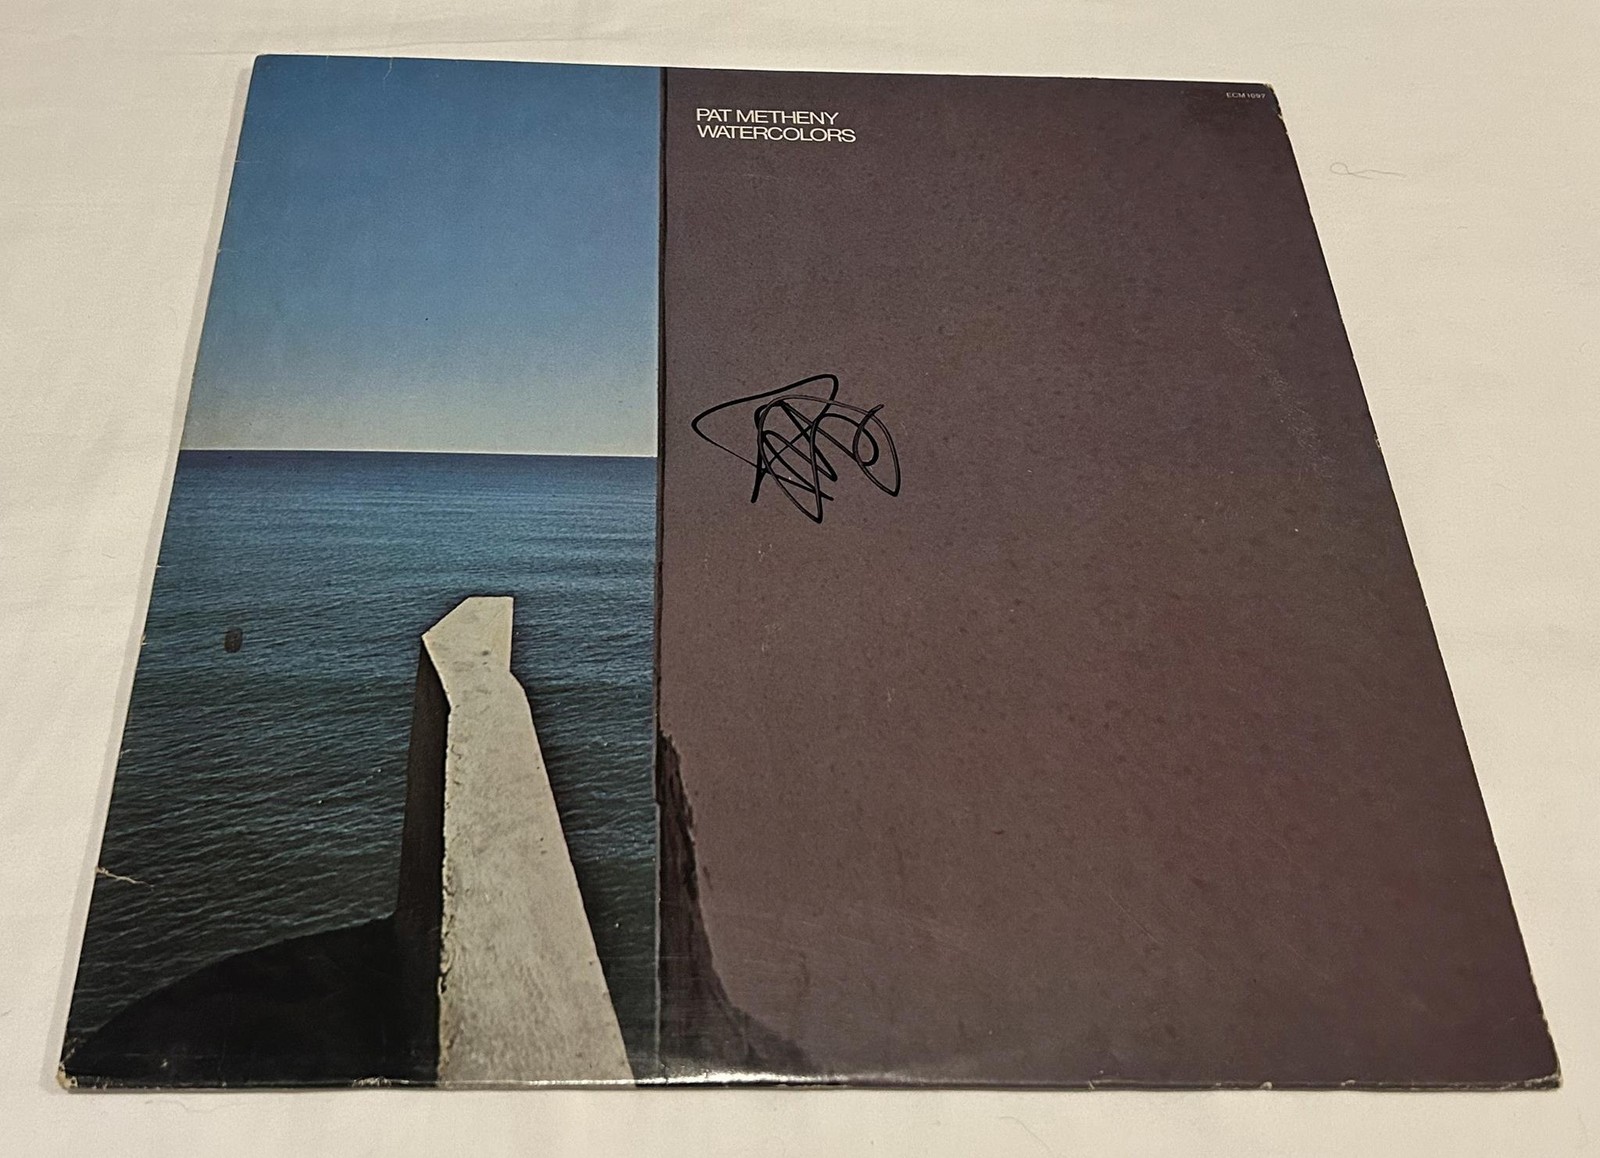 PAT METHENY
WATERCOLORS
ECM 1097